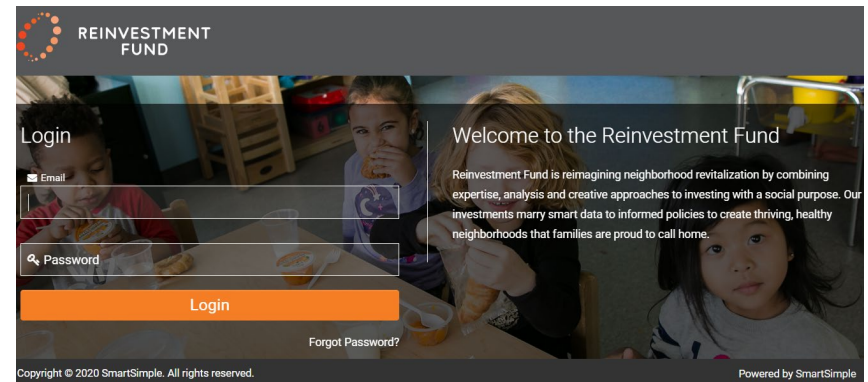 REINVESTMENT
FUND
Login
Email
Password
Login
Forgot Password?
Welcome to the Reinvestment Fund
Reinvestment Fund is reimagining neighborhood revitalization by combining
expertise, analysis and creative approaches to investing with a social purpose. Our
investments marry smart data to informed policies to create thriving, healthy
neighborhoods that families are proud to call home.
Copyright © 2020 SmartSimple. All rights reserved.
Powered by SmartSimple